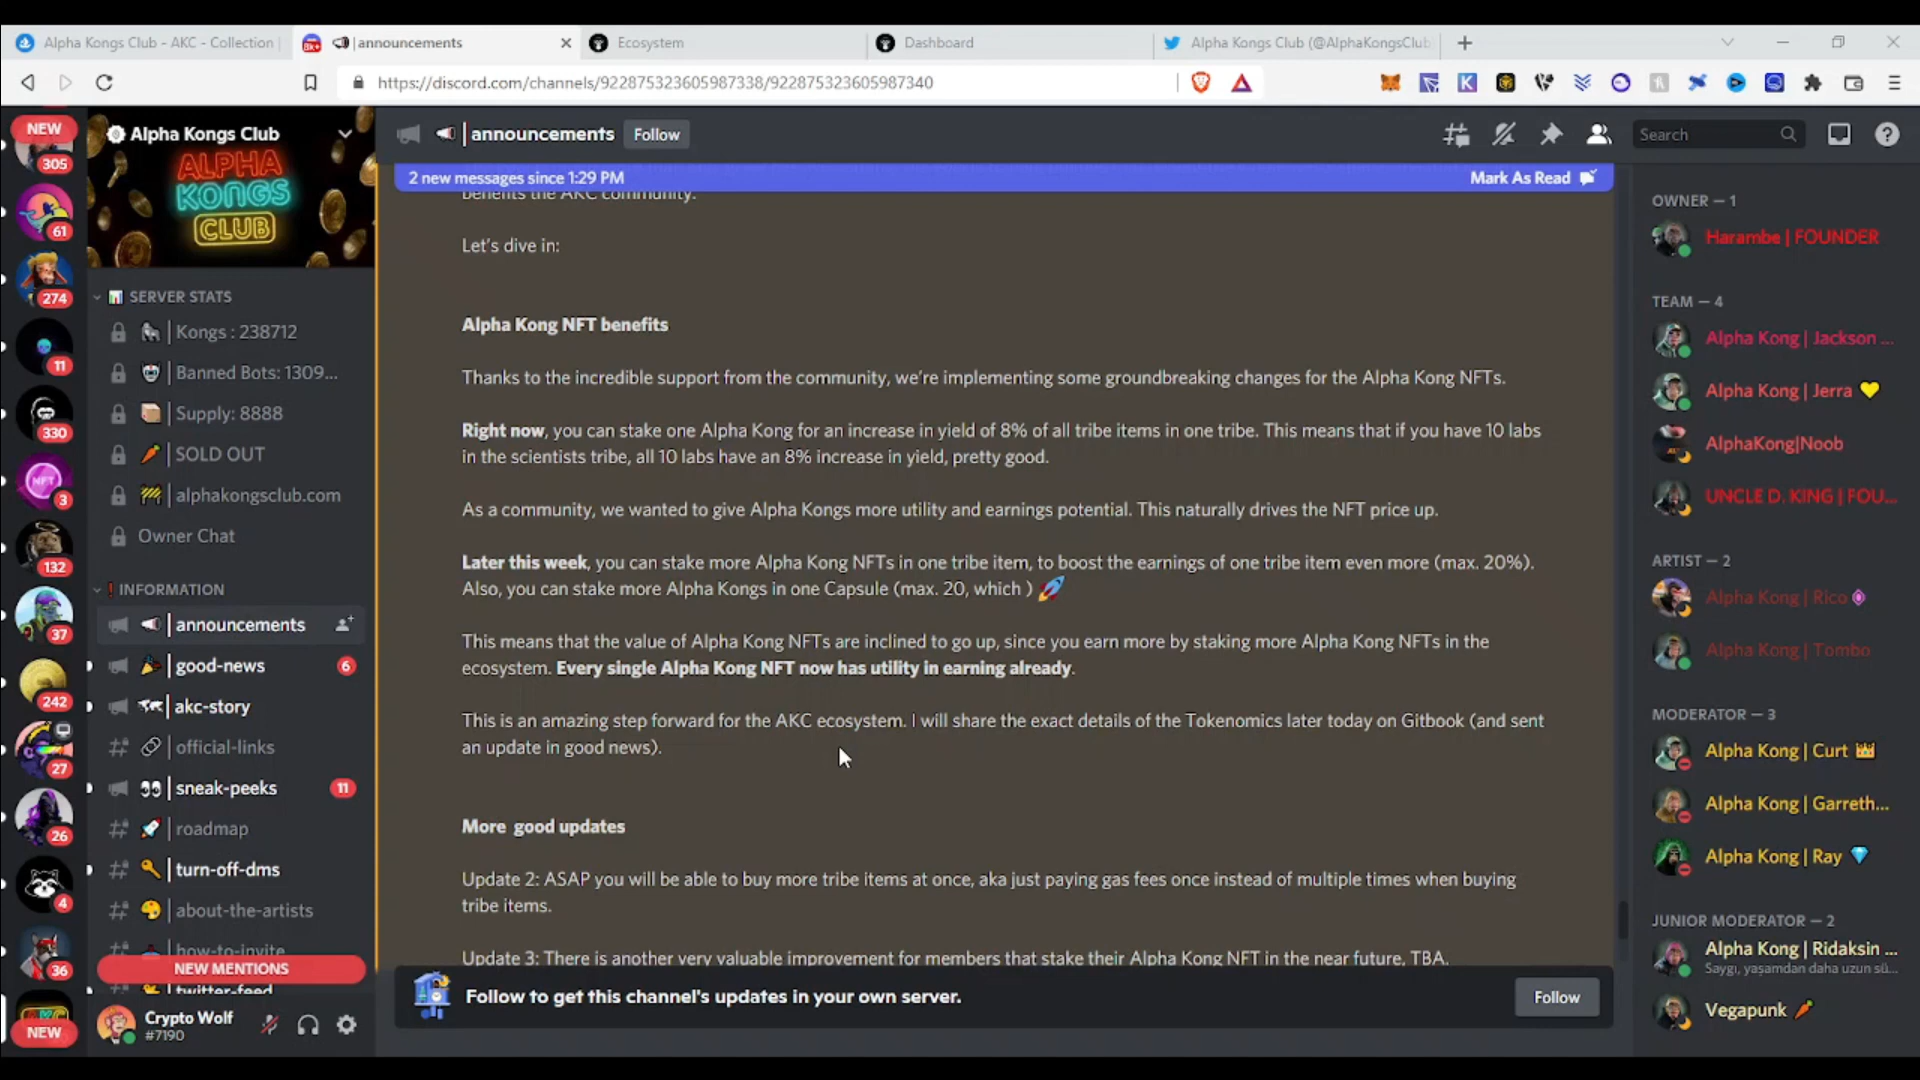 Alpha Kongs Club - AKC - Collection
announcements
Ecosystem
Dashboard
Alpha Kongs Club (@AlphaKongsClub
https://discord.com/channels/922875323605987338/922875323605987340
NEW
305
61
274
11
330
3
132
37
242
27
26
4
36
NEW
Alpha Kongs Club
ALPHA
KONGS
CLUB
SERVER STATS
Kongs : 238712
Banned Bots: 1309...
Supply: 8888
SOLD OUT
alphakongsclub.com
Owner Chat
INFORMATION
announcements
good-news
6
akc-story
official-links
sneak-peeks
11
roadmap
turn-off-dms
about-the-artists
how-to-invite
NEW MENTIONS
twitter-feed
Crypto Wolf
#7190
announcements
Follow
Search
2 new messages since 1:29 PM
Mark As Read
benefits the AKC community.
Let's dive in:
Alpha Kong NFT benefits
Thanks to the incredible support from the community, we're implementing some groundbreaking changes for the Alpha Kong NFTs.
Right now, you can stake one Alpha Kong for an increase in yield of 8% of all tribe items in one tribe. This means that if you have 10 labs
in the scientists tribe, all 10 labs have an 8% increase in yield, pretty good.
As a community, we wanted to give Alpha Kongs more utility and earnings potential. This naturally drives the NFT price up.
Later this week, you can stake more Alpha Kong NFTs in one tribe item, to boost the earnings of one tribe item even more (max. 20%).
Also, you can stake more Alpha Kongs in one Capsule (max. 20, which ) 🚀
This means that the value of Alpha Kong NFTs are inclined to go up, since you earn more by staking more Alpha Kong NFTs in the
ecosystem. Every single Alpha Kong NFT now has utility in earning already.
This is an amazing step forward for the AKC ecosystem. I will share the exact details of the Tokenomics later today on Gitbook (and sent
an update in good news).
More good updates
Update 2: ASAP you will be able to buy more tribe items at once, aka just paying gas fees once instead of multiple times when buying
tribe items.
Update 3: There is another very valuable improvement for members that stake their Alpha Kong NFT in the near future, TBA.
Follow to get this channel's updates in your own server.
Follow
OWNER — 1
Harambe | FOUNDER
TEAM — 4
Alpha Kong | Jackson ...
Alpha Kong | Jerra 💛
AlphaKong|Noob
UNCLE D. KING | FOU...
ARTIST — 2
Alpha Kong | Rico
Alpha Kong | Tombo
MODERATOR — 3
Alpha Kong | Curt 👑
Alpha Kong | Garreth...
Alpha Kong | Ray 💎
JUNIOR MODERATOR — 2
Alpha Kong | Ridaksin ...
Saygı, yaşamdan daha uzun sü...
Vegapunk 🥕